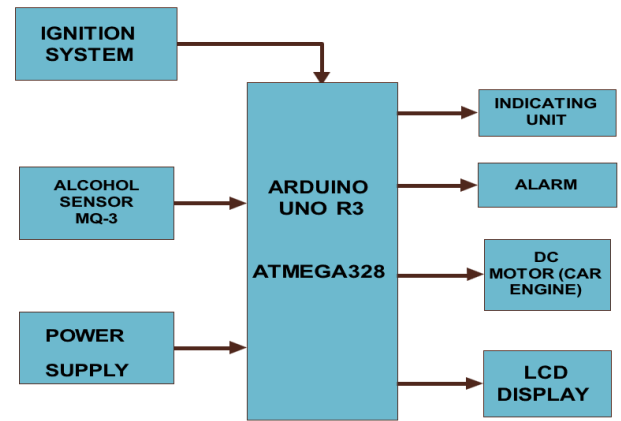 IGNITION
SYSTEM
ALCOHOL
SENSOR
MQ-3
POWER
SUPPLY
ARDUINO
UNO R3
ATMEGA328
INDICATING
UNIT
ALARM
DC
MOTOR (CAR
ENGINE)
LCD
DISPLAY